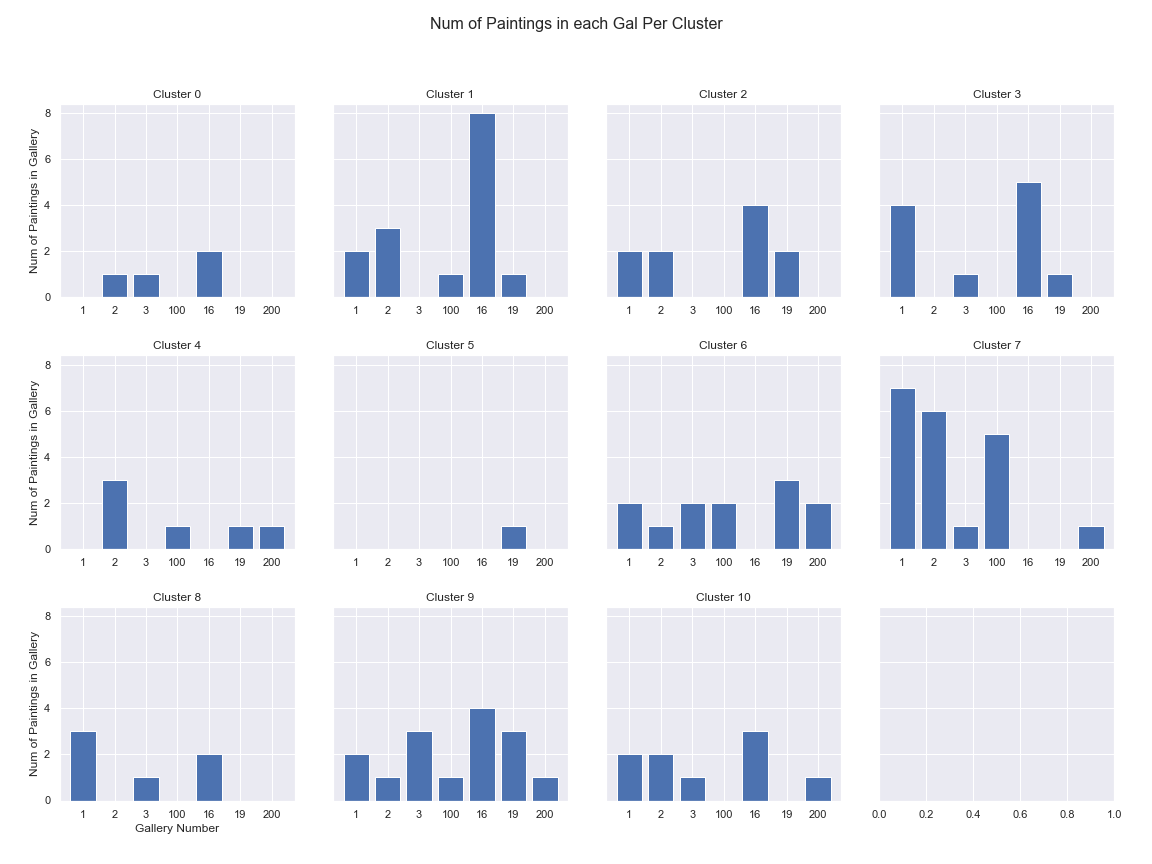 Num of Paintings in each Gal Per Cluster
Cluster 0
Cluster 1
Cluster 2
Cluster 3
Num of Paintings in Gallery
8
6
4
2
0
1 2 3 100 16 19 200
1 2 3 100 16 19 200
1 2 3 100 16 19 200
1 2 3 100 16 19 200
Cluster 4
Cluster 5
Cluster 6
Cluster 7
Num of Paintings in Gallery
8
6
4
2
0
1 2 3 100 16 19 200
1 2 3 100 16 19 200
1 2 3 100 16 19 200
1 2 3 100 16 19 200
Cluster 8
Cluster 9
Cluster 10
Num of Paintings in Gallery
8
6
4
2
0
1 2 3 100 16 19 200
Gallery Number
1 2 3 100 16 19 200
1 2 3 100 16 19 200
0.0 0.2 0.4 0.6 0.8 1.0